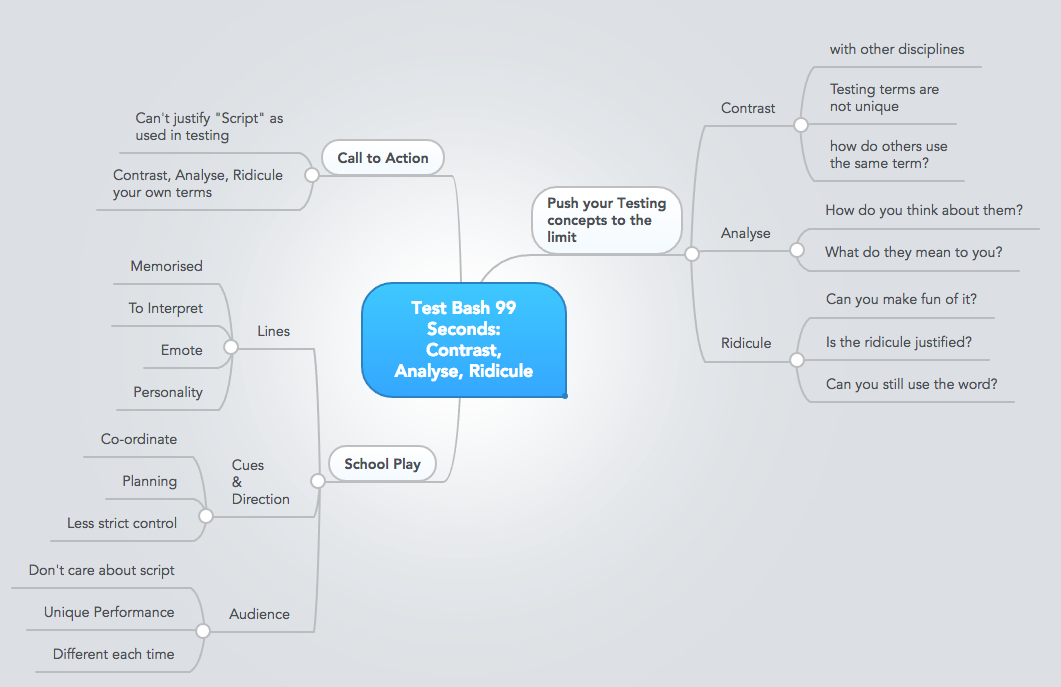 Test Bash 99
Seconds:
Contrast,
Analyse, Ridicule
Push your Testing
concepts to the
limit
Contrast
with other disciplines
Testing terms are
not unique
how do others use
the same term?
Analyse
How do you think about them?
What do they mean to you?
Ridicule
Can you make fun of it?
Is the ridicule justified?
Can you still use the word?
Call to Action
Can't justify "Script" as
used in testing
Contrast, Analyse, Ridicule
your own terms
School Play
Lines
Memorised
To Interpret
Emote
Personality
Cues
&
Direction
Co-ordinate
Planning
Less strict control
Audience
Don't care about script
Unique Performance
Different each time